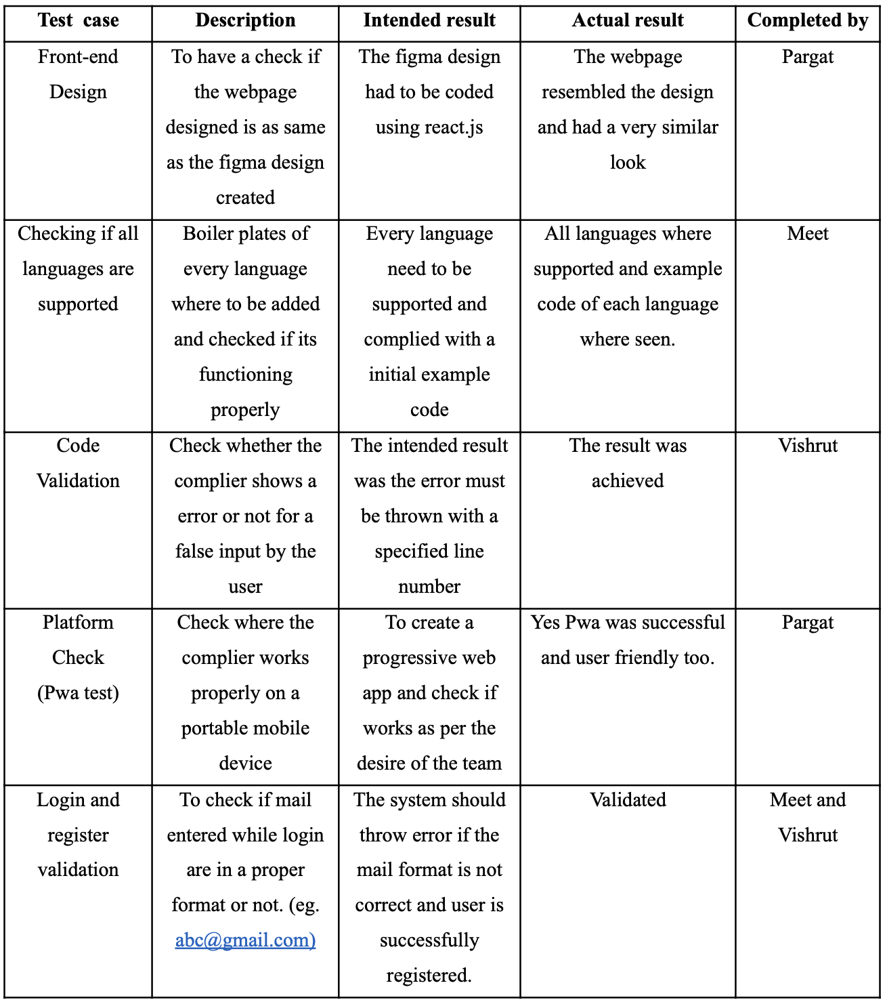 Test case
Description
Intended result
Actual result
Completed by
Front-end
Design
To have a check if
the webpage
designed is as same
as the figma design
created
The figma design
had to be coded
using react.js
The webpage
resembled the design
and had a very similar
look
Pargat
Checking if all
languages are
supported
Boiler plates of
every language
where to be added
and checked if its
functioning
properly
Every language
need to be
supported and
complied with a
initial example
code
All languages where
supported and example
code of each language
where seen.
Meet
Code
Validation
Check whether the
complier shows a
error or not for a
false input by the
user
The intended result
was the error must
be thrown with a
specified line
number
The result was
achieved
Vishrut
Platform
Check
(Pwa test)
Check where the
complier works
properly on a
portable mobile
device
To create a
progressive web
app and check if
works as per the
desire of the team
Yes Pwa was successful
and user friendly too.
Pargat
Login and
register
validation
To check if mail
entered while login
are in a proper
format or not. (eg.
abc@gmail.com)
The system should
throw error if the
mail format is not
correct and user is
successfully
registered.
Validated
Meet and
Vishrut